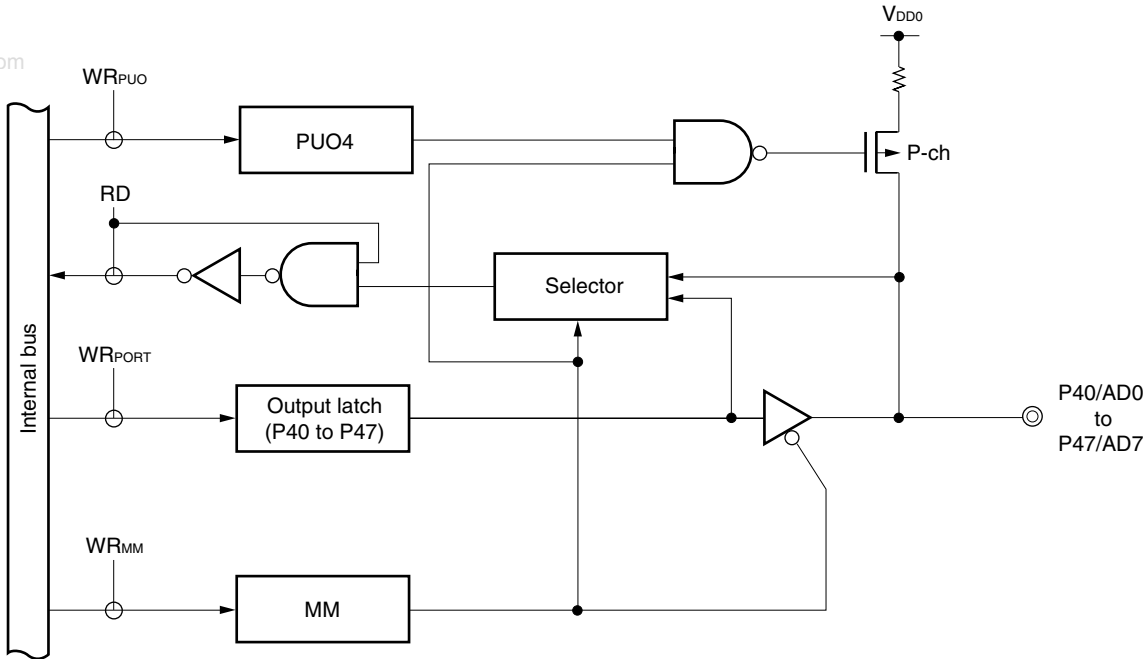 VDD0
om
WRPUO
PUO4
P-ch
RD
Selector
Internal bus
WRPORT
Output latch
(P40 to P47)
P40/AD0
to
P47/AD7
WRMM
MM